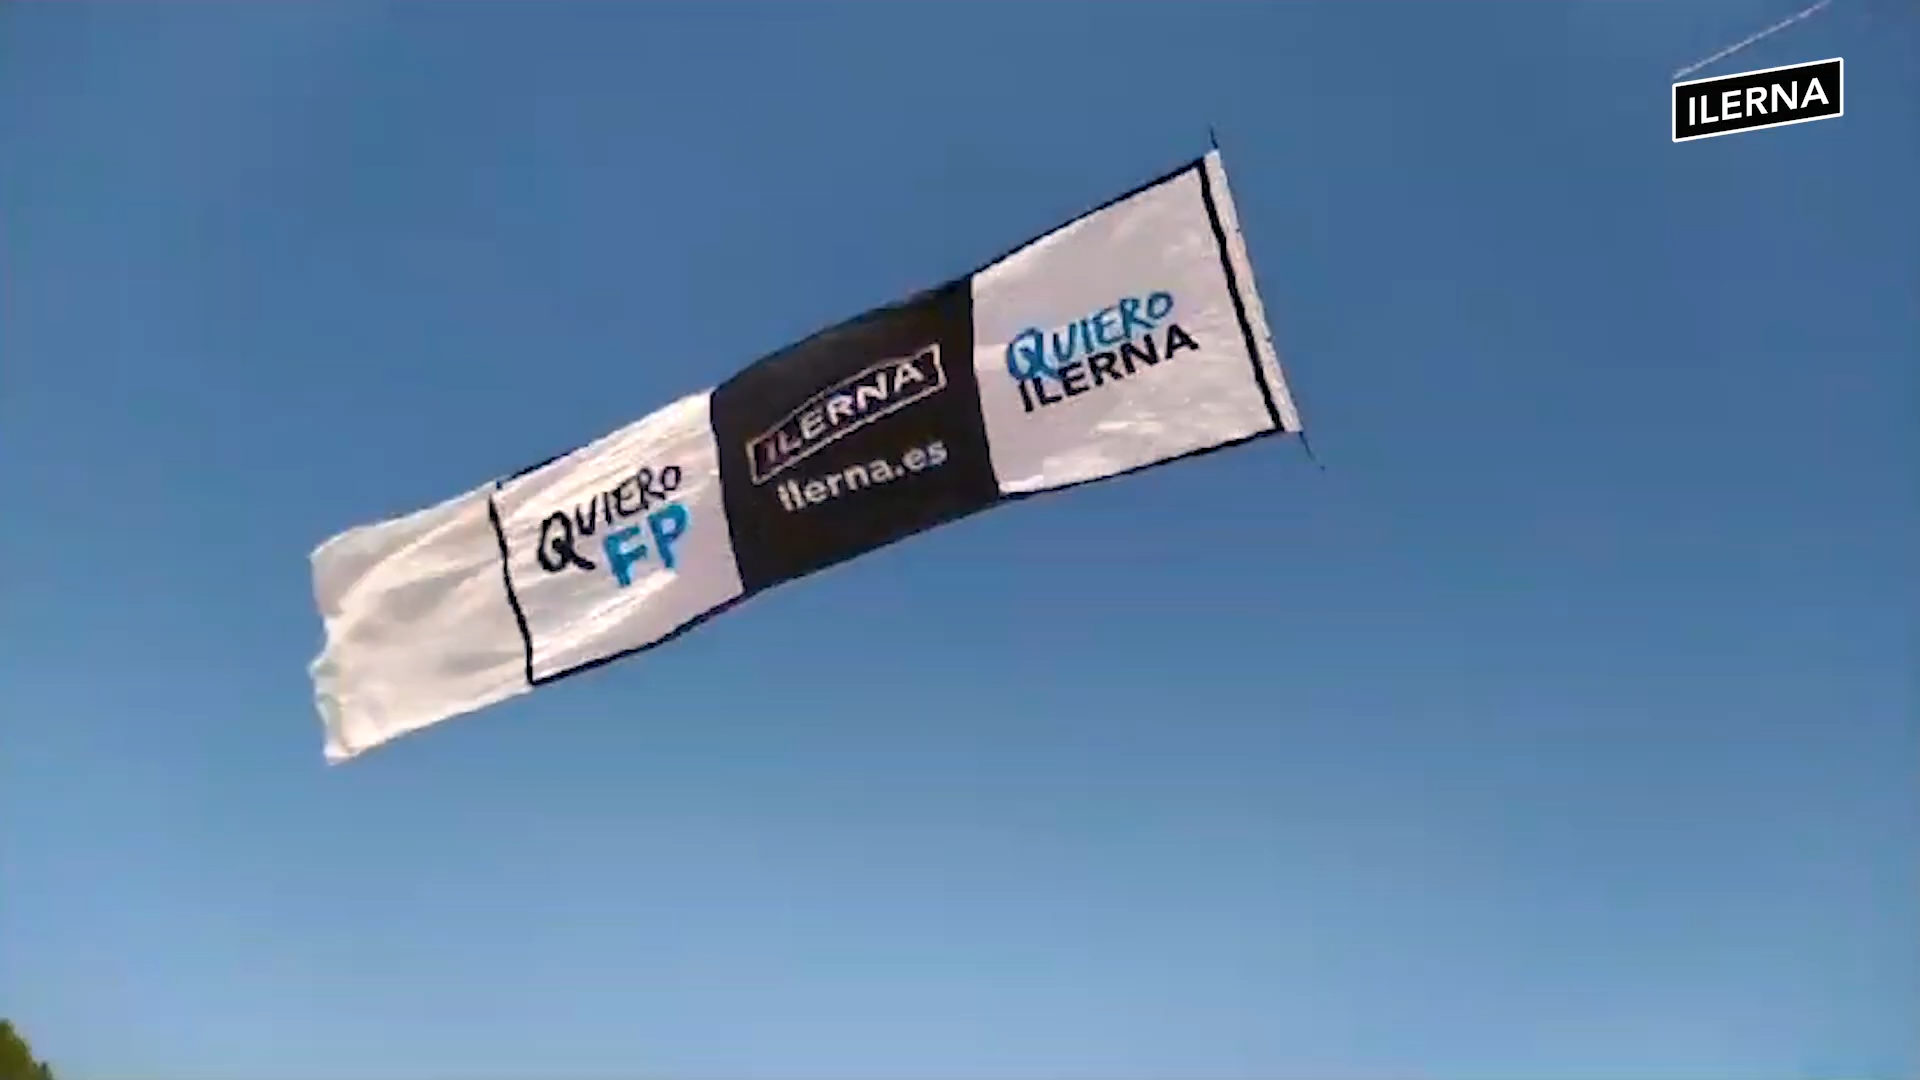 ILERNA
QUIERO
FP
ILERNA
ilerna.es
QUIERO
ILERNA